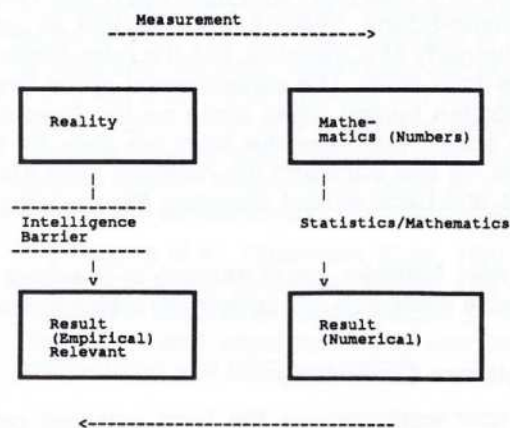 Measurement
Reality
Mathe-
matics (Numbers)
Intelligence
Barrier
Statistics/Mathematics
Result
(Empirical)
Relevant
Result
(Numerical)